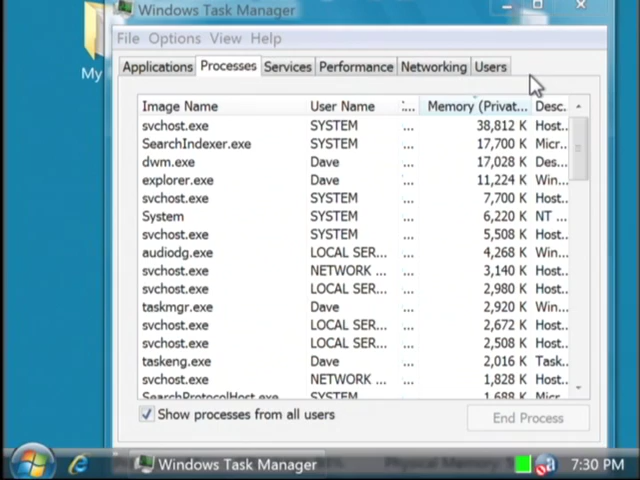 Windows Task Manager
My
File Options View Help
Applications Processes Services Performance Networking Users
Image Name User Name ... Memory (Privat... Desc.
svchost.exe SYSTEM ... 38,812 K Host..
SearchIndexer.exe SYSTEM ... 17,700 K Micr..
dwm.exe Dave ... 17,028 K Des...
explorer.exe Dave ... 11,224 K Win...
svchost.exe SYSTEM ... 7,700 K Host..
System SYSTEM ... 6,220 K NT ...
svchost.exe SYSTEM ... 5,508 K Host..
audiodg.exe LOCAL SER... ... 4,268 K Win...
svchost.exe NETWORK ... ... 3,140 K Host..
svchost.exe LOCAL SER... ... 2,980 K Host..
taskmgr.exe Dave ... 2,920 K Win...
svchost.exe LOCAL SER... ... 2,672 K Host..
svchost.exe LOCAL SER... ... 2,508 K Host..
taskeng.exe Dave ... 2,016 K Task..
svchost.exe NETWORK ... ... 1,828 K Host..
SearchProtocolHost.exe SYSTEM ... 1,688 K Micr
Show processes from all users
End Process
Windows Task Manager
7:30 PM